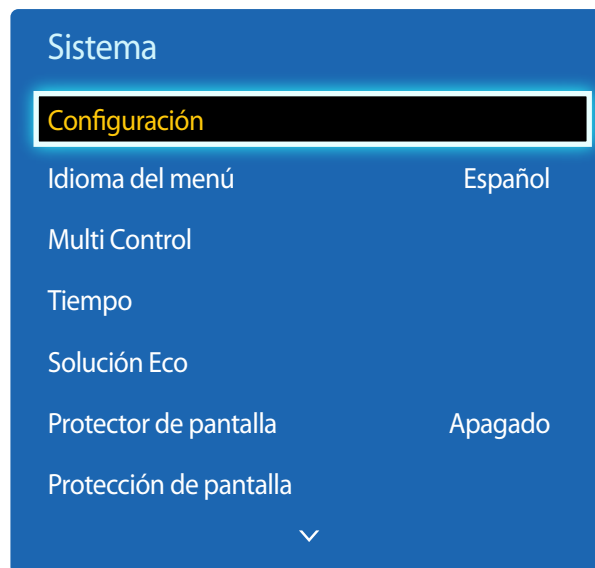 Sistema
Configuración
Idioma del menú Español
Multi Control
Tiempo
Solución Eco
Protector de pantalla Apagado
Protección de pantalla